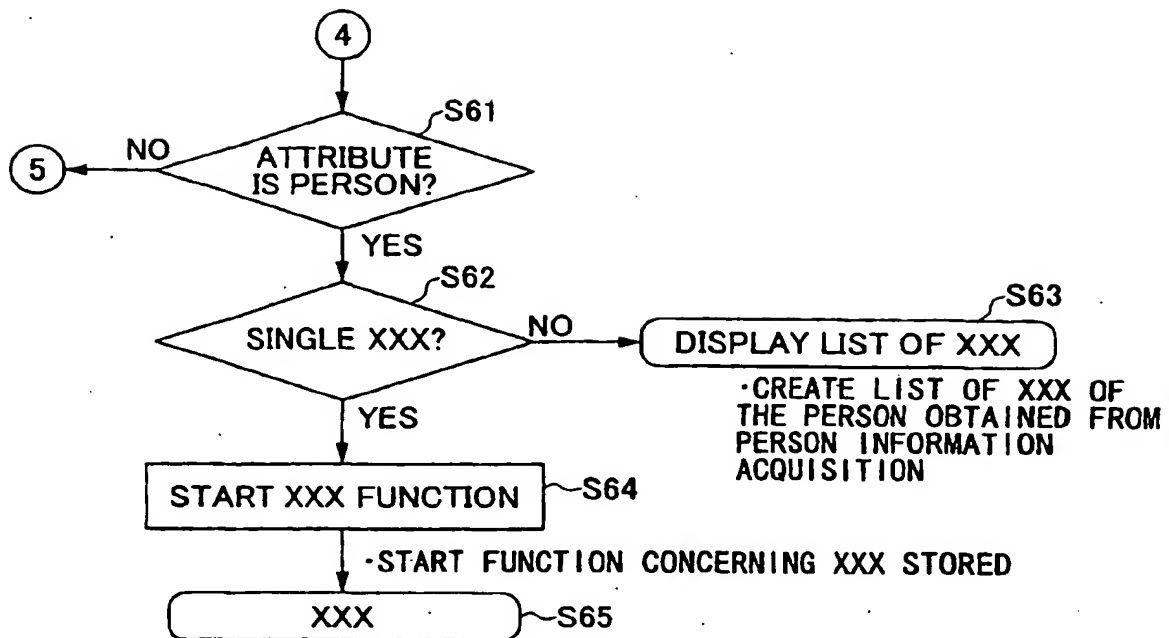 4
S61
5
NO
ATTRIBUTE
IS PERSON?
YES
S62
SINGLE XXX?
NO
S63
DISPLAY LIST OF XXX
·CREATE LIST OF XXX OF
THE PERSON OBTAINED FROM
PERSON INFORMATION
ACQUISITION
YES
START XXX FUNCTION
S64
·START FUNCTION CONCERNING XXX STORED
XXX
S65